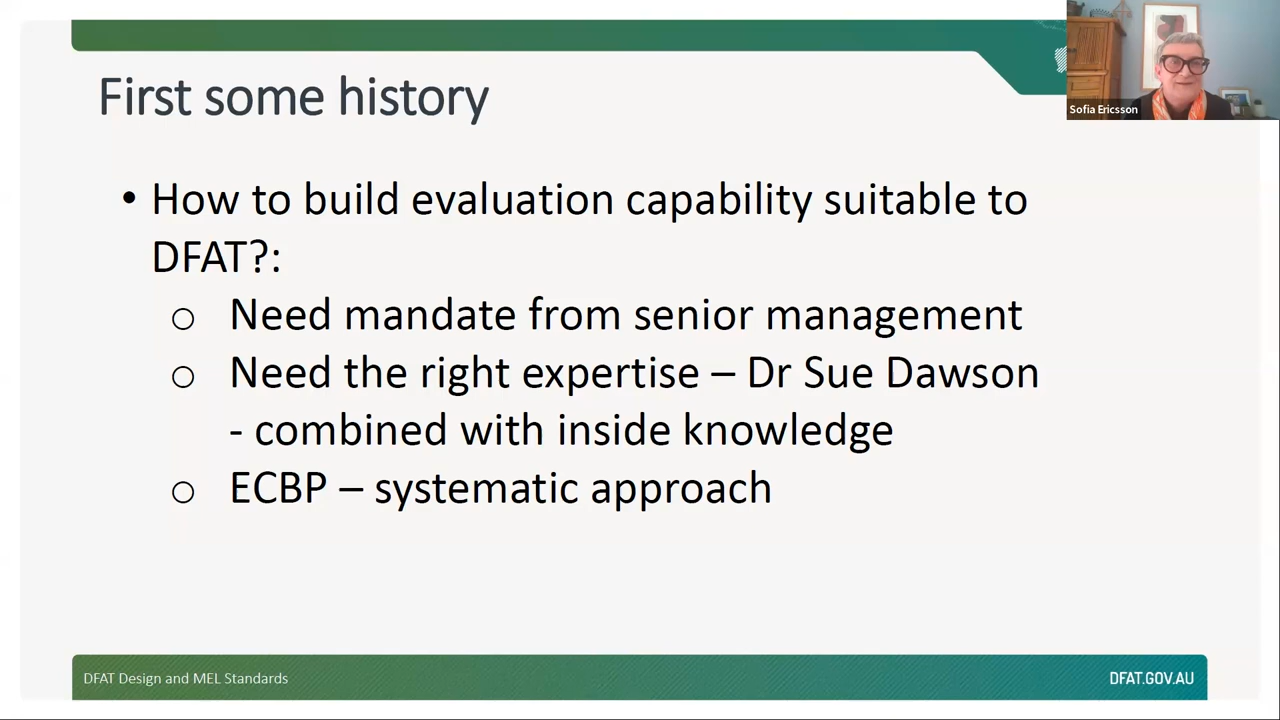 First some history
Sofia Ericsson
• How to build evaluation capability suitable to
DFAT?:
o Need mandate from senior management
o Need the right expertise – Dr Sue Dawson
- combined with inside knowledge
o ECBP – systematic approach
DFAT Design and MEL Standards
DFAT.GOV.AU